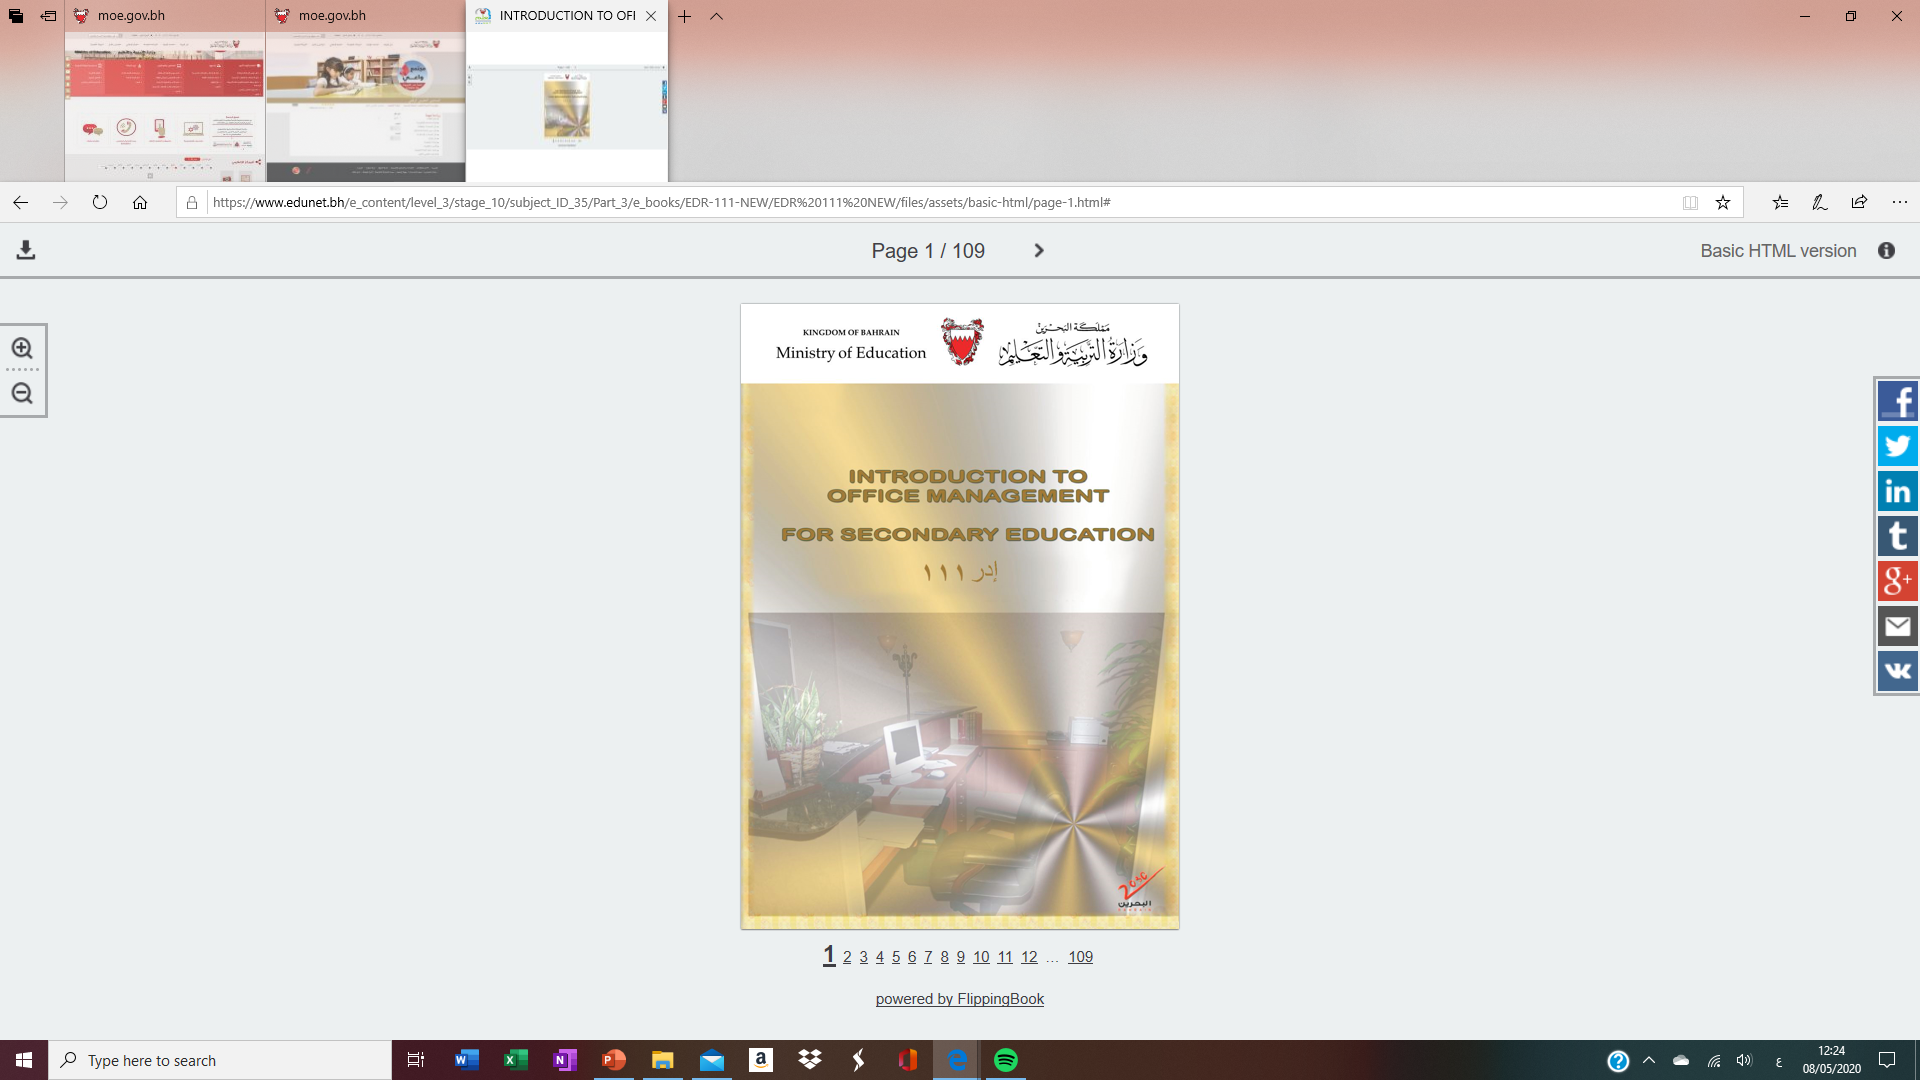 moe.gov.bh
moe.gov.bh
INTRODUCTION TO OFI
https://www.edunet.bh/e_content/level_3/stage_10/subject_ID_35/Part_3/e_books/EDR-111-NEW/EDR%20111%20NEW/files/assets/basic-html/page-1.html#
Page 1 / 109
Basic HTML version
KINGDOM OF BAHRAIN
Ministry of Education
مملكة البحرين
وزارة التربية والتعليم
INTRODUCTION TO
OFFICE MANAGEMENT
FOR SECONDARY EDUCATION
إدر ١١١
البحرين
1 2 3 4 5 6 7 8 9 10 11 12 ... 109
powered by FlippingBook
Type here to search
ع
12:24
08/05/2020